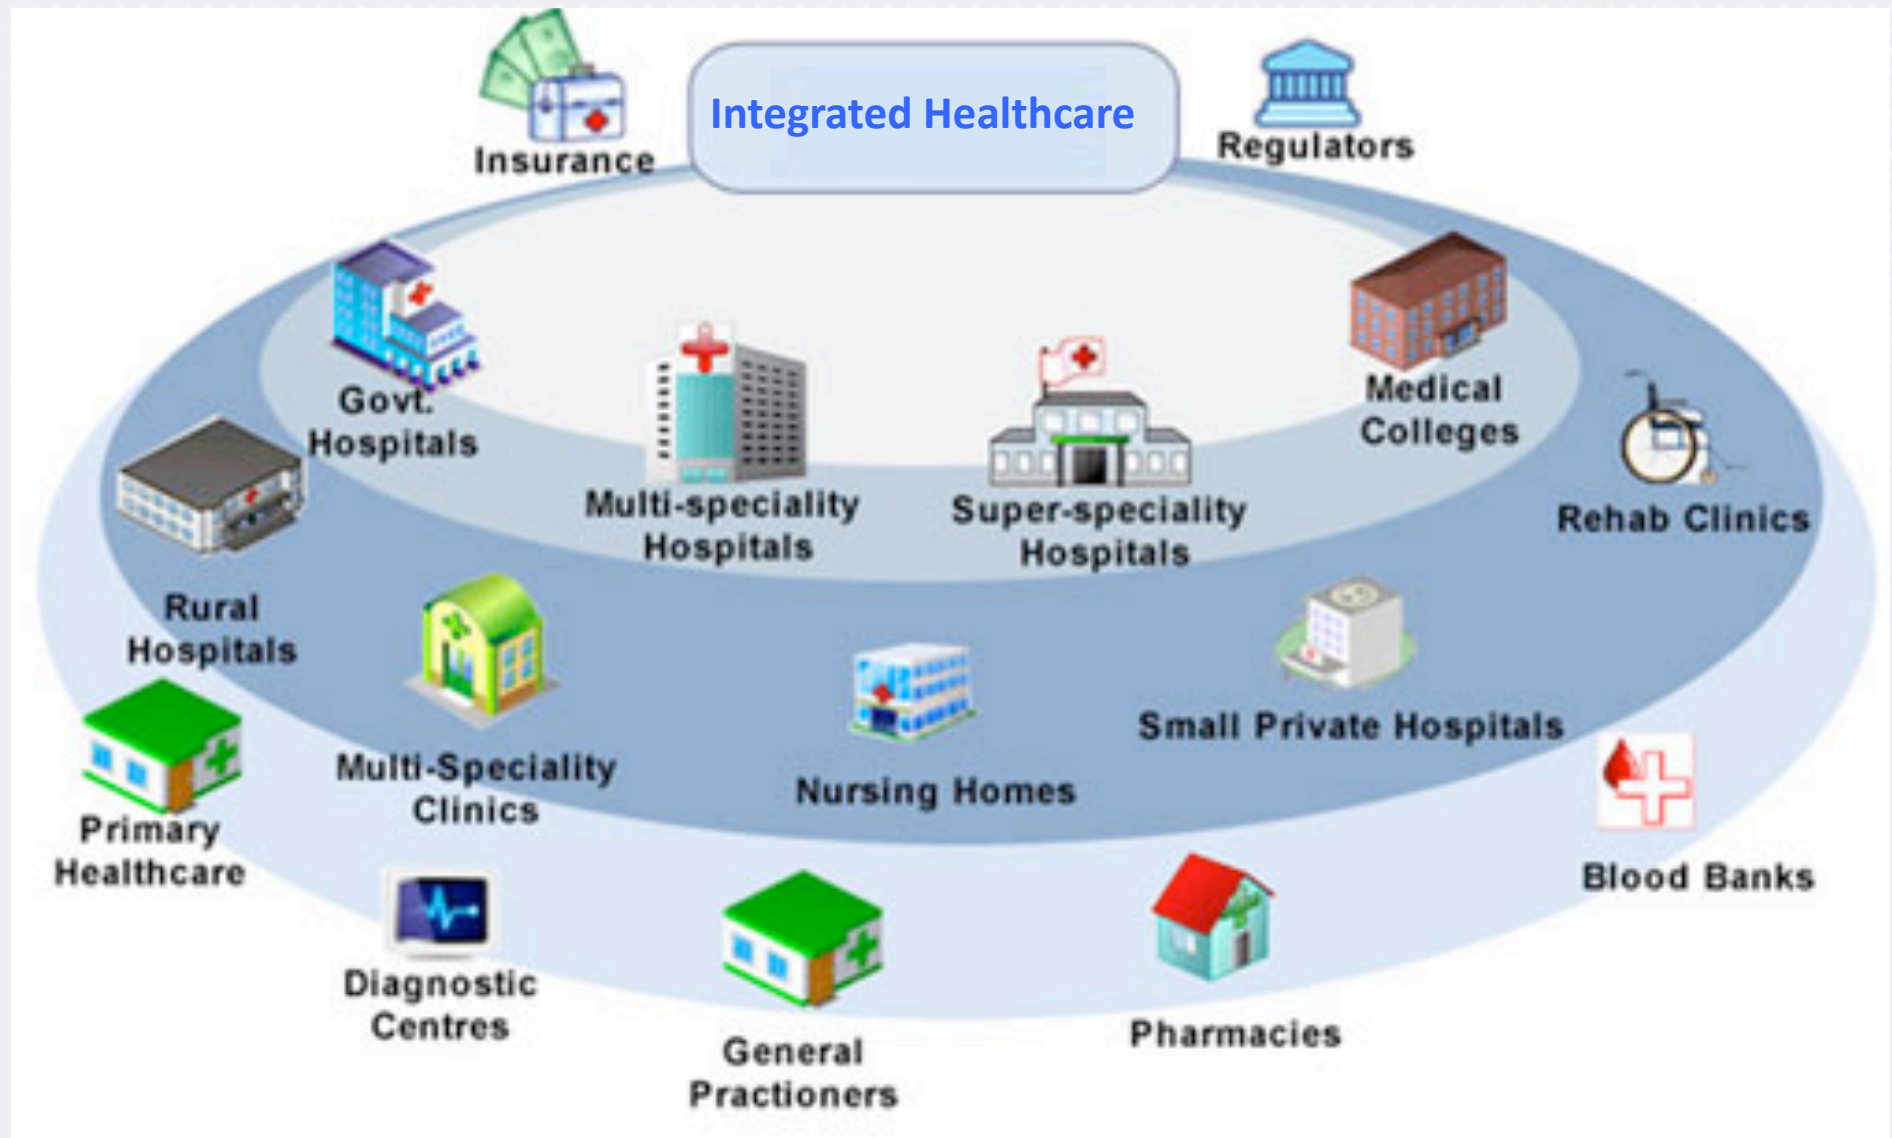 Integrated Healthcare
Insurance
Regulators
Govt.
Hospitals
Multi-speciality
Hospitals
Super-speciality
Hospitals
Medical
Colleges
Rural
Hospitals
Multi-Speciality
Clinics
Nursing Homes
Small Private Hospitals
Rehab Clinics
Primary
Healthcare
Diagnostic
Centres
General
Practioners
Pharmacies
Blood Banks